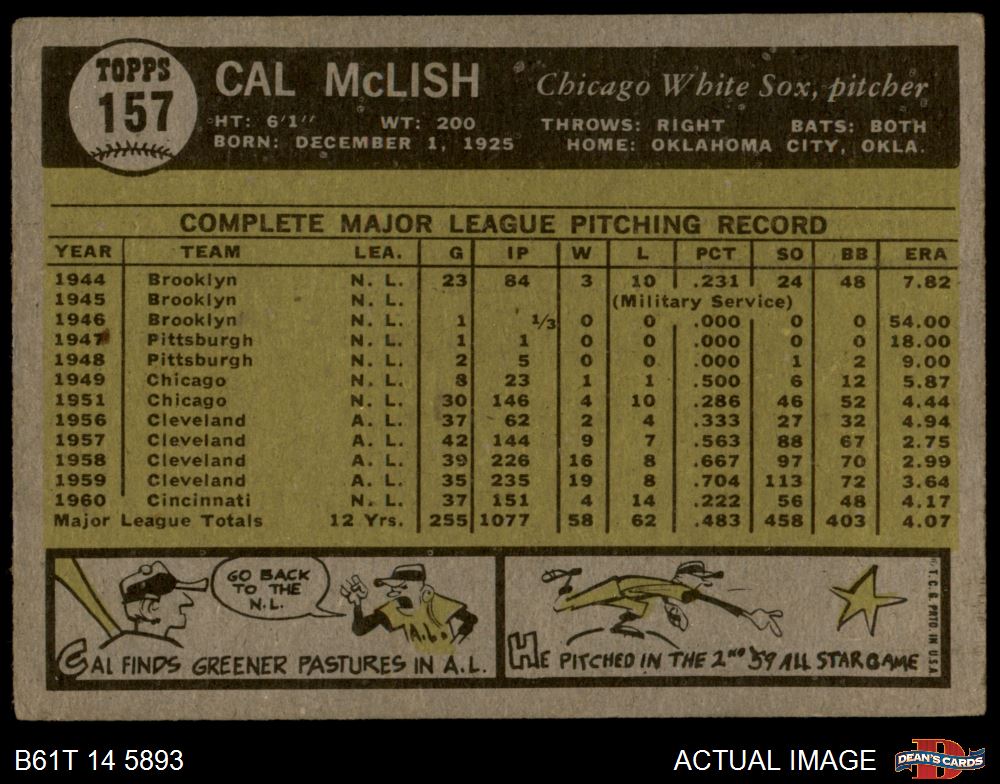 TOPPS
157
CAL McLISH
Chicago White Sox, pitcher
HT: 6'1" WT: 200 THROWS: RIGHT BATS: BOTH
BORN: DECEMBER 1, 1925 HOME: OKLAHOMA CITY, OKLA.
COMPLETE MAJOR LEAGUE PITCHING RECORD
YEAR TEAM LEA. G IP W L PCT SO BB ERA
1944 Brooklyn N. L. 23 84 3 10 .231 24 48 7.82
1945 Brooklyn N. L. (Military Service)
1946 Brooklyn N. L. 1 1/3 0 0 .000 0 0 54.00
1947 Pittsburgh N. L. 1 1 0 0 .000 0 0 18.00
1948 Pittsburgh N. L. 2 5 0 0 .000 1 2 9.00
1949 Chicago N. L. 8 23 1 1 .500 6 12 5.87
1951 Chicago N. L. 30 146 4 10 .286 46 52 4.44
1956 Cleveland A. L. 37 62 2 4 .333 27 32 4.94
1957 Cleveland A. L. 42 144 9 7 .563 88 67 2.75
1958 Cleveland A. L. 39 226 16 8 .667 97 70 2.99
1959 Cleveland A. L. 35 235 19 8 .704 113 72 3.64
1960 Cincinnati N. L. 37 151 4 14 .222 56 48 4.17
Major League Totals 12 Yrs. 255 1077 58 62 .483 458 403 4.07
GO BACK
TO THE
N.L.
A.L.
CAL FINDS GREENER PASTURES IN A.L.
HE PITCHED IN THE 2ND '59 ALL STAR GAME
© T. C. G. PRTD. IN U.S.A.
B61T 14 5893
ACTUAL IMAGE
D
DEAN'S CARDS